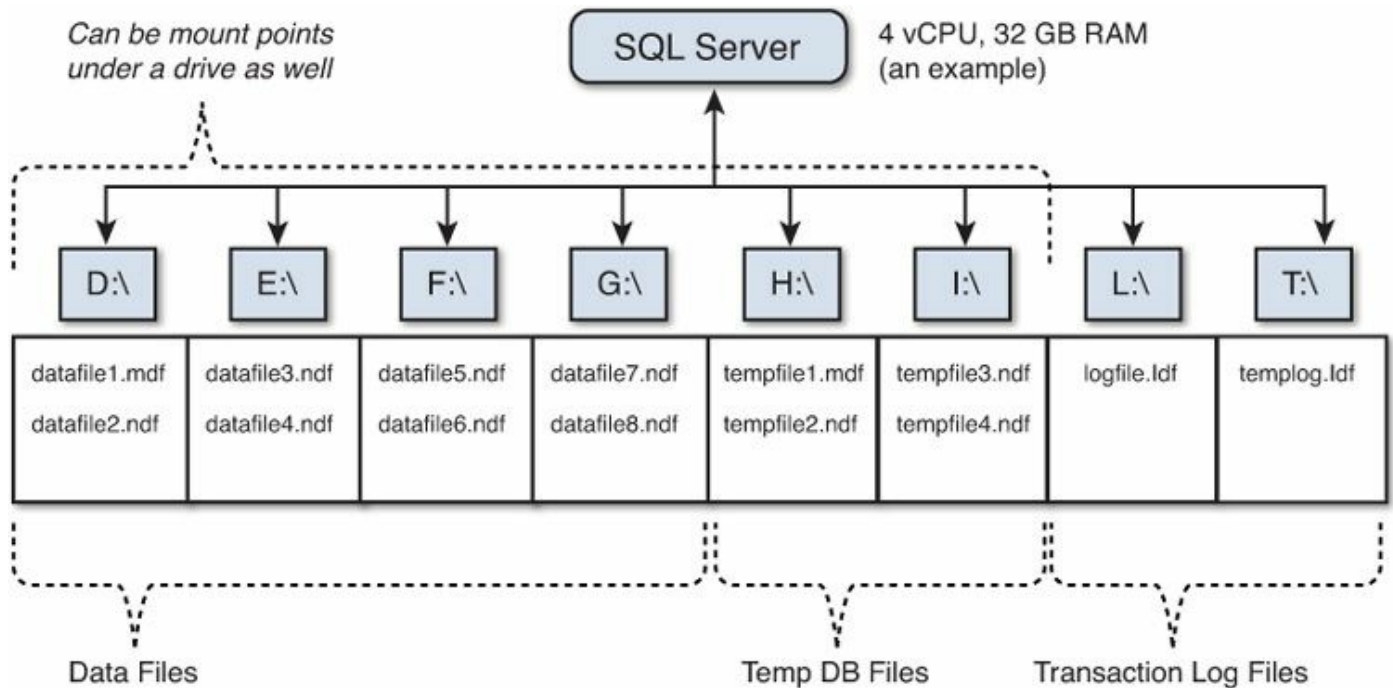 Can be mount points
under a drive as well
SQL Server
4 vCPU, 32 GB RAM
(an example)
D:\ E:\ F:\ G:\ H:\ I:\ L:\ T:\
datafile1.mdf datafile3.ndf datafile5.ndf datafile7.ndf tempfile1.mdf tempfile3.ndf logfile.ldf templog.ldf
datafile2.ndf datafile4.ndf datafile6.ndf datafile8.ndf tempfile2.ndf tempfile4.ndf
Data Files Temp DB Files Transaction Log Files